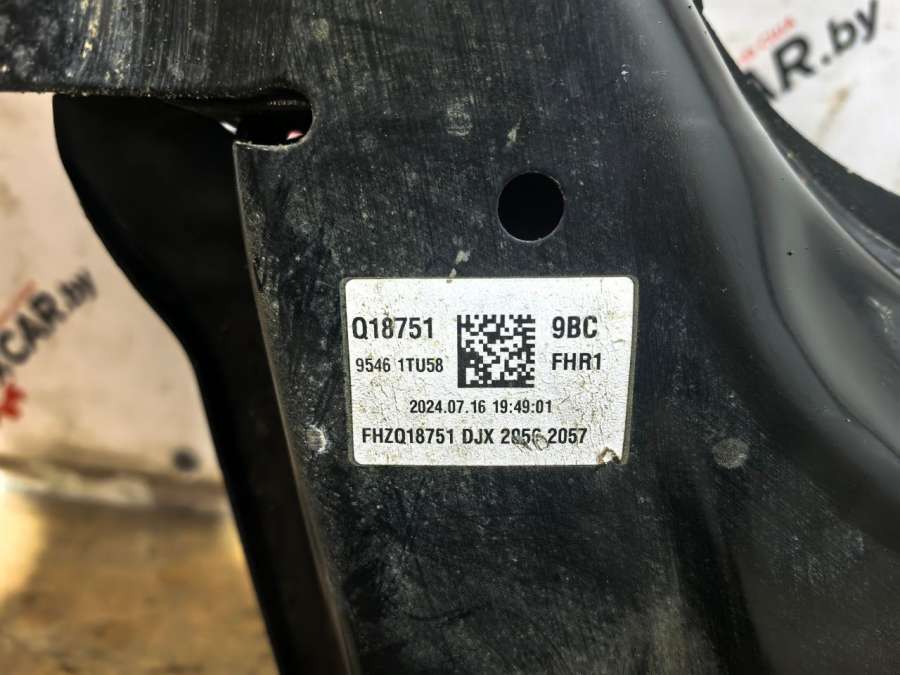 AR.by
CAR.by
Q18751 9BC
9546 1TU58 FHR1
2024.07.16 19:49:01
FHZQ18751 DJX 2056 2057